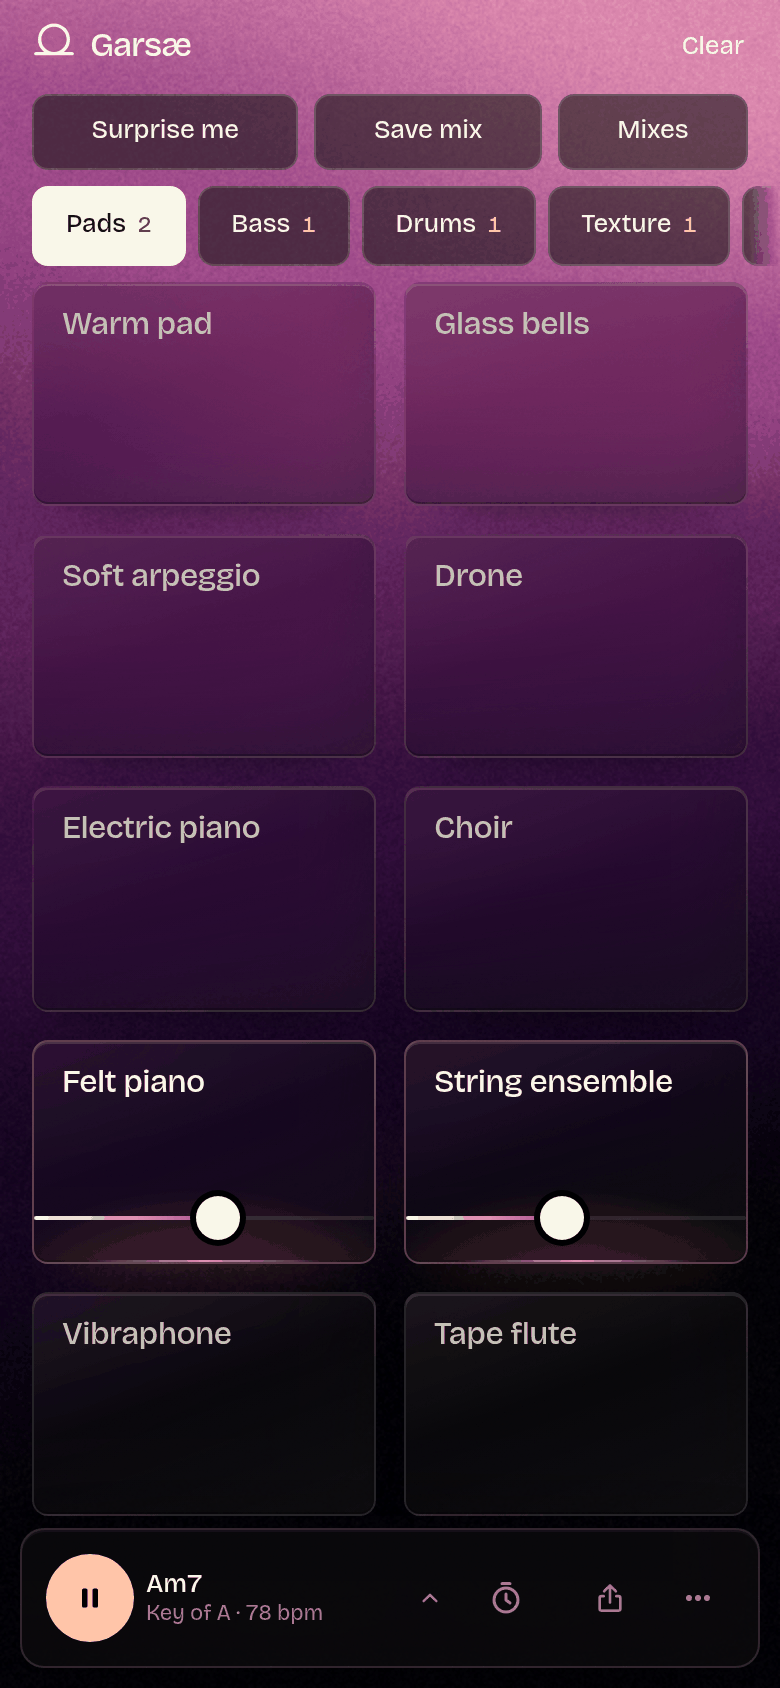 Garsæ
Clear
Surprise me
Save mix
Mixes
Pads 2
Bass 1
Drums 1
Texture 1
Warm pad
Glass bells
Soft arpeggio
Drone
Electric piano
Choir
Felt piano
String ensemble
Vibraphone
Tape flute
Am7
Key of A · 78 bpm